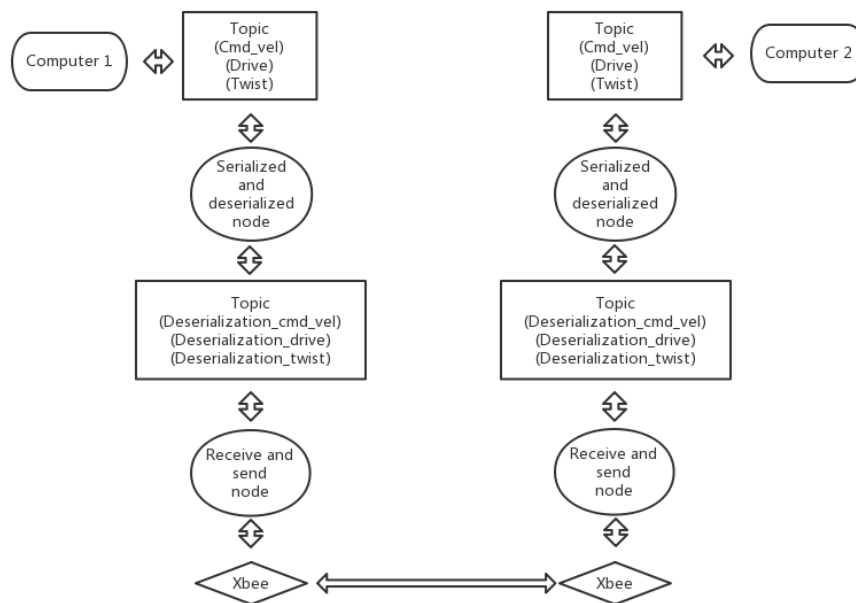 Computer 1
Topic
(Cmd_vel)
(Drive)
(Twist)
Serialized
and
deserialized
node
Topic
(Deserialization_cmd_vel)
(Deserialization_drive)
(Deserialization_twist)
Receive and
send
node
Xbee
Topic
(Cmd_vel)
(Drive)
(Twist)
Computer 2
Serialized
and
deserialized
node
Topic
(Deserialization_cmd_vel)
(Deserialization_drive)
(Deserialization_twist)
Receive and
send
node
Xbee